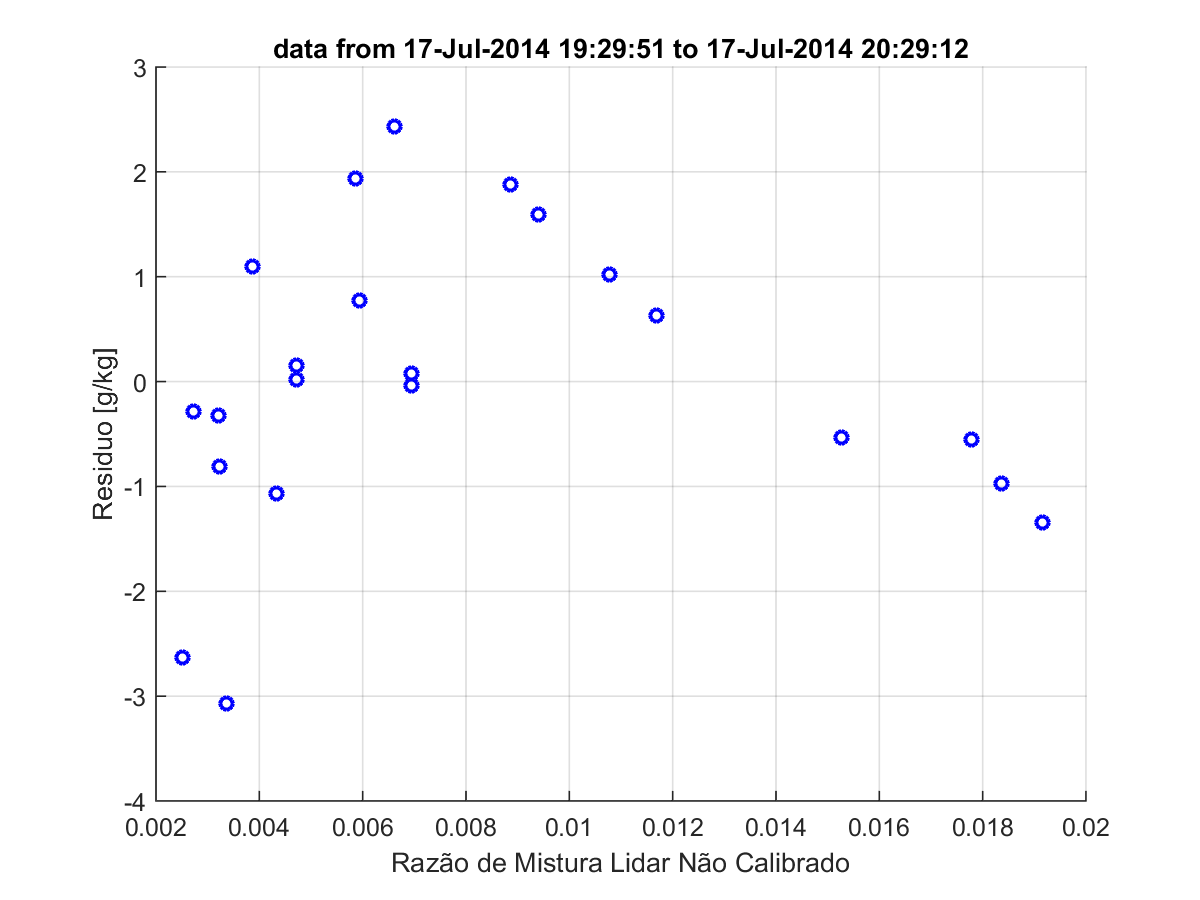 data from 17-Jul-2014 19:29:51 to 17-Jul-2014 20:29:12
3
2
1
0
-1
-2
-3
-4
Residuo [g/kg]
0.002 0.004 0.006 0.008 0.01 0.012 0.014 0.016 0.018 0.02
Razão de Mistura Lidar Não Calibrado